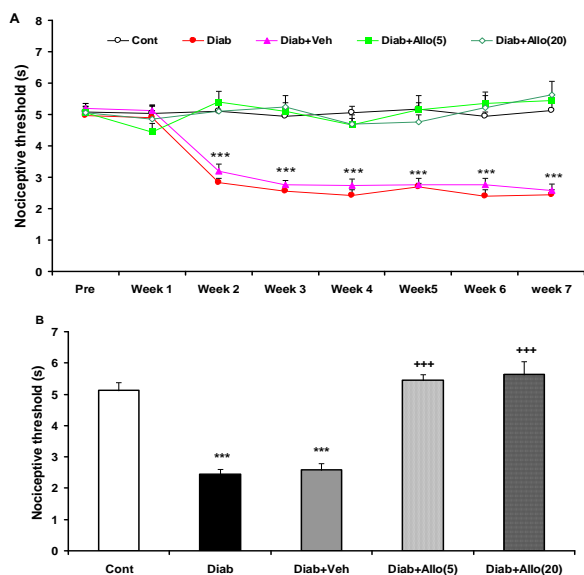 A
Cont Diab Diab+Veh Diab+Allo(5) Diab+Allo(20)
Nociceptive threshold (s)
8
7
6
5
4
3
2
1
0
*** *** *** *** *** ***
Pre Week 1 Week 2 Week 3 Week 4 Week5 Week 6 week 7
B
Nociceptive threshold (s)
7
6
5
4
3
2
1
0
*** *** +++ +++
Cont Diab Diab+Veh Diab+Allo(5) Diab+Allo(20)